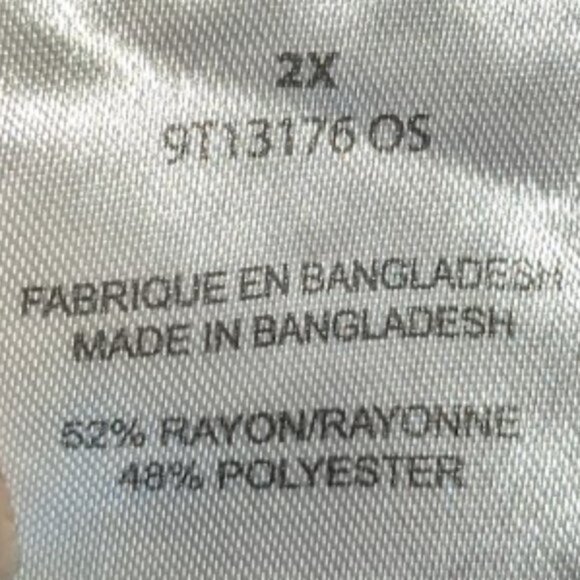 2X
9T13176 OS
FABRIQUE EN BANGLADESH
MADE IN BANGLADESH
52% RAYON/RAYONNE
48% POLYESTER